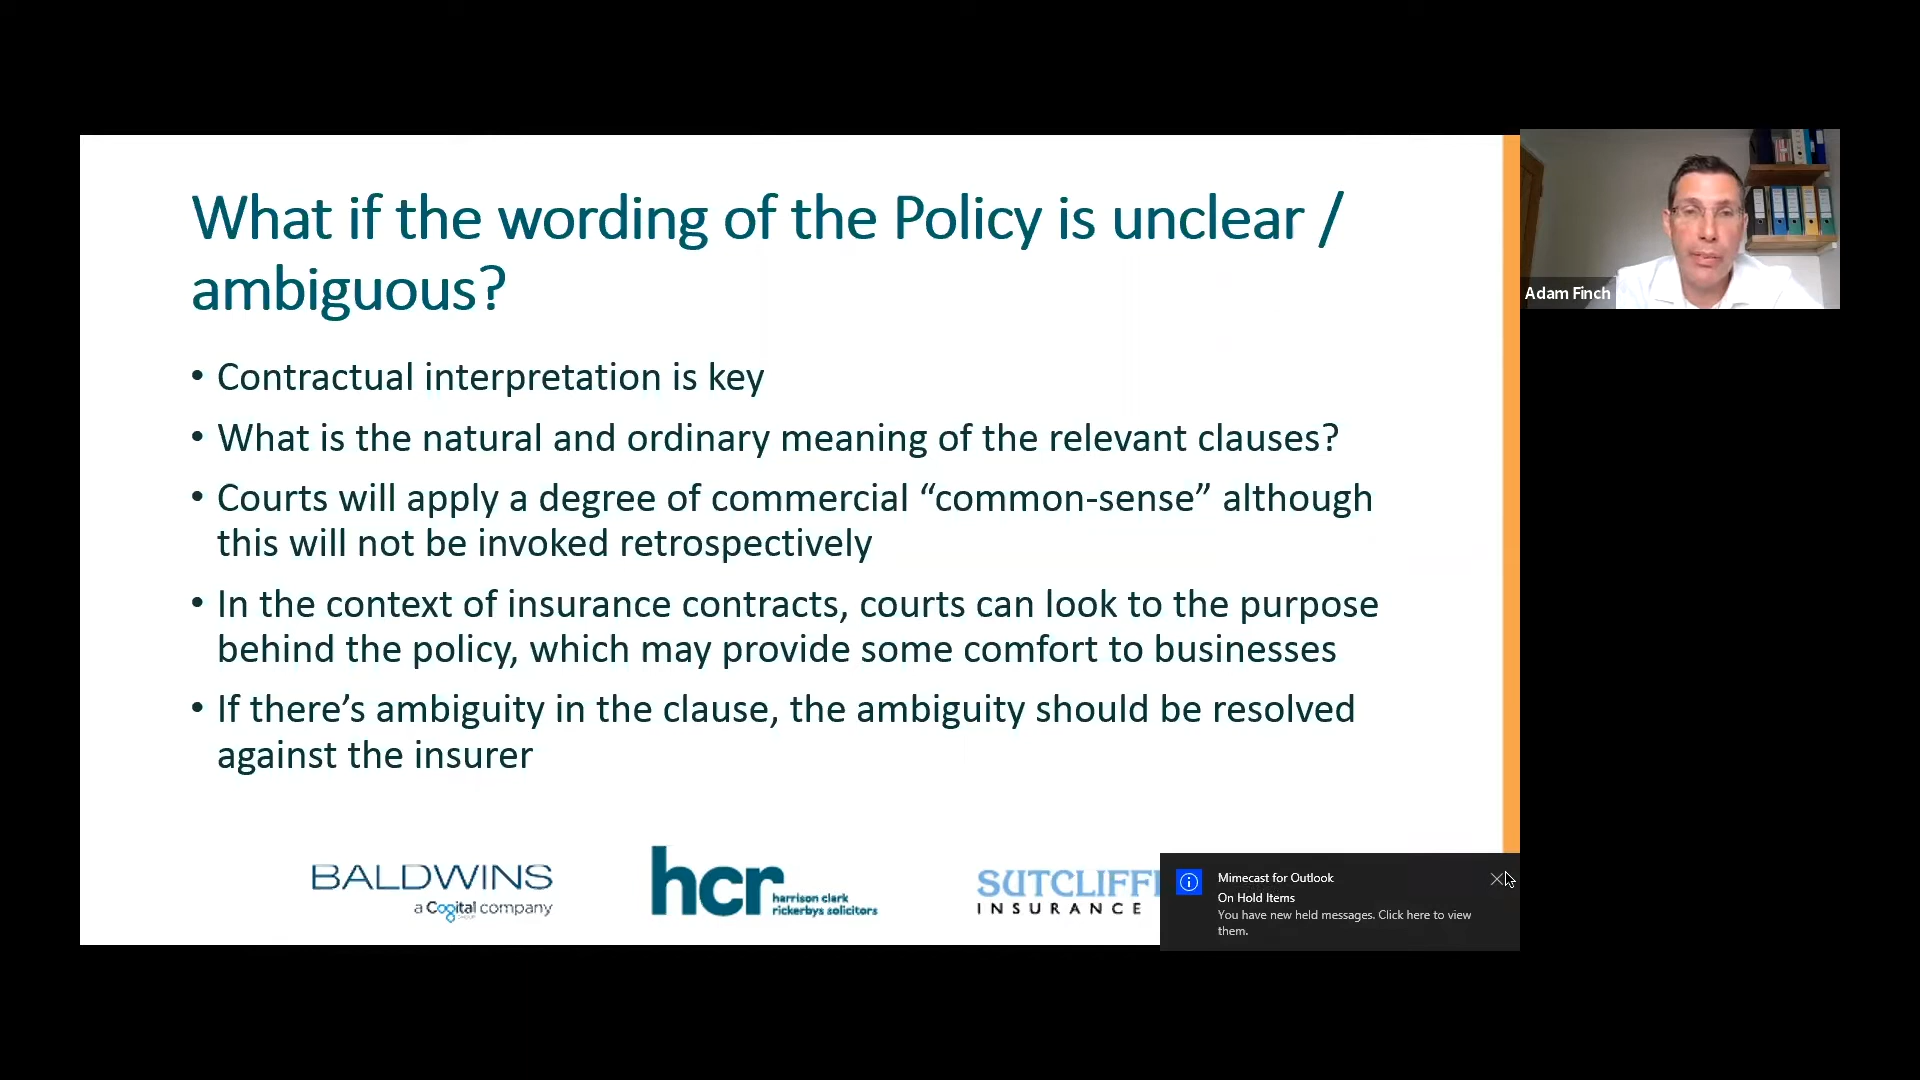 What if the wording of the Policy is unclear /
ambiguous?
• Contractual interpretation is key
• What is the natural and ordinary meaning of the relevant clauses?
• Courts will apply a degree of commercial “common-sense” although
this will not be invoked retrospectively
• In the context of insurance contracts, courts can look to the purpose
behind the policy, which may provide some comfort to businesses
• If there’s ambiguity in the clause, the ambiguity should be resolved
against the insurer
BALDWINS
a Cogital company
hcr
harrison clark
rickerbys solicitors
SUTCLIFF
INSURANCE
Mimecast for Outlook
On Hold Items
You have new held messages. Click here to view
them.
Adam Finch